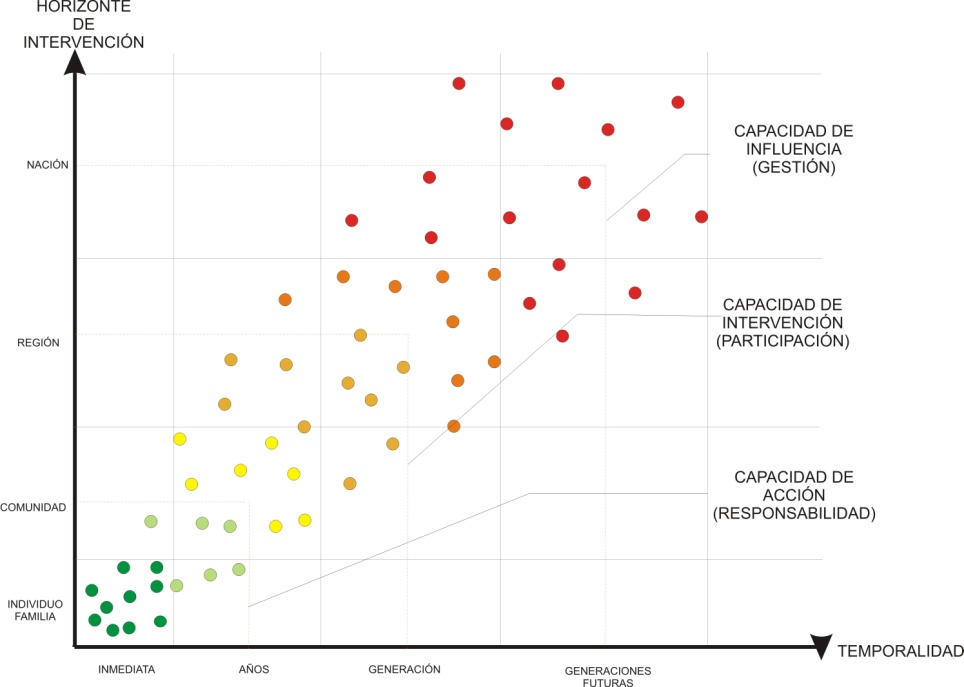 HORIZONTE
DE
INTERVENCIÓN
NACIÓN
REGIÓN
COMUNIDAD
INDIVIDUO
FAMILIA
CAPACIDAD DE
INFLUENCIA
(GESTIÓN)
CAPACIDAD DE
INTERVENCIÓN
(PARTICIPACIÓN)
CAPACIDAD DE
ACCIÓN
(RESPONSABILIDAD)
TEMPORALIDAD
INMEDIATA
AÑOS
GENERACIÓN
GENERACIONES
FUTURAS